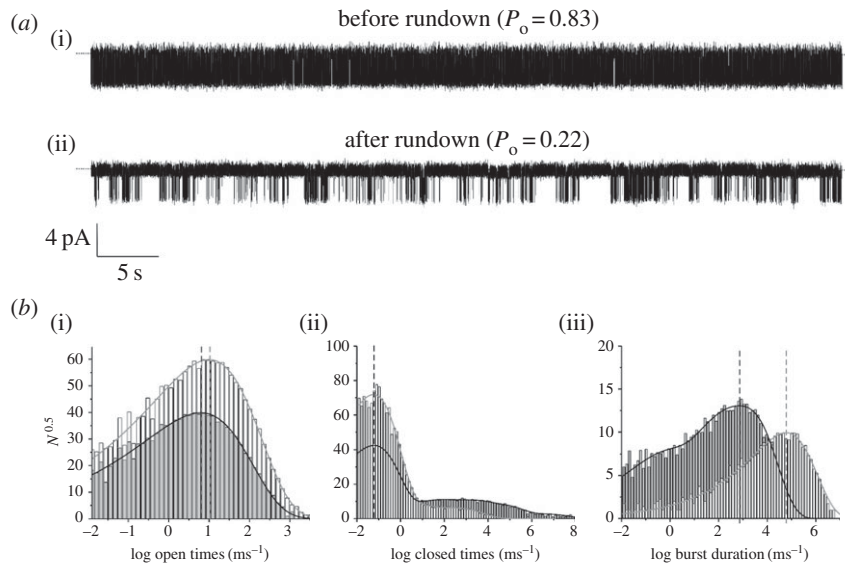 (a)
before rundown (Po = 0.83)
(i)
after rundown (Po = 0.22)
(ii)
4 pA
5 s
(b)
(i)
(ii)
(iii)
60
50
40
30
20
10
0
N0.5
–2 –1 0 1 2 3
log open times (ms–1)
100
80
60
40
20
0
–2 0 2 4 6 8
log closed times (ms–1)
20
15
10
5
0
–2 0 2 4 6
log burst duration (ms–1)